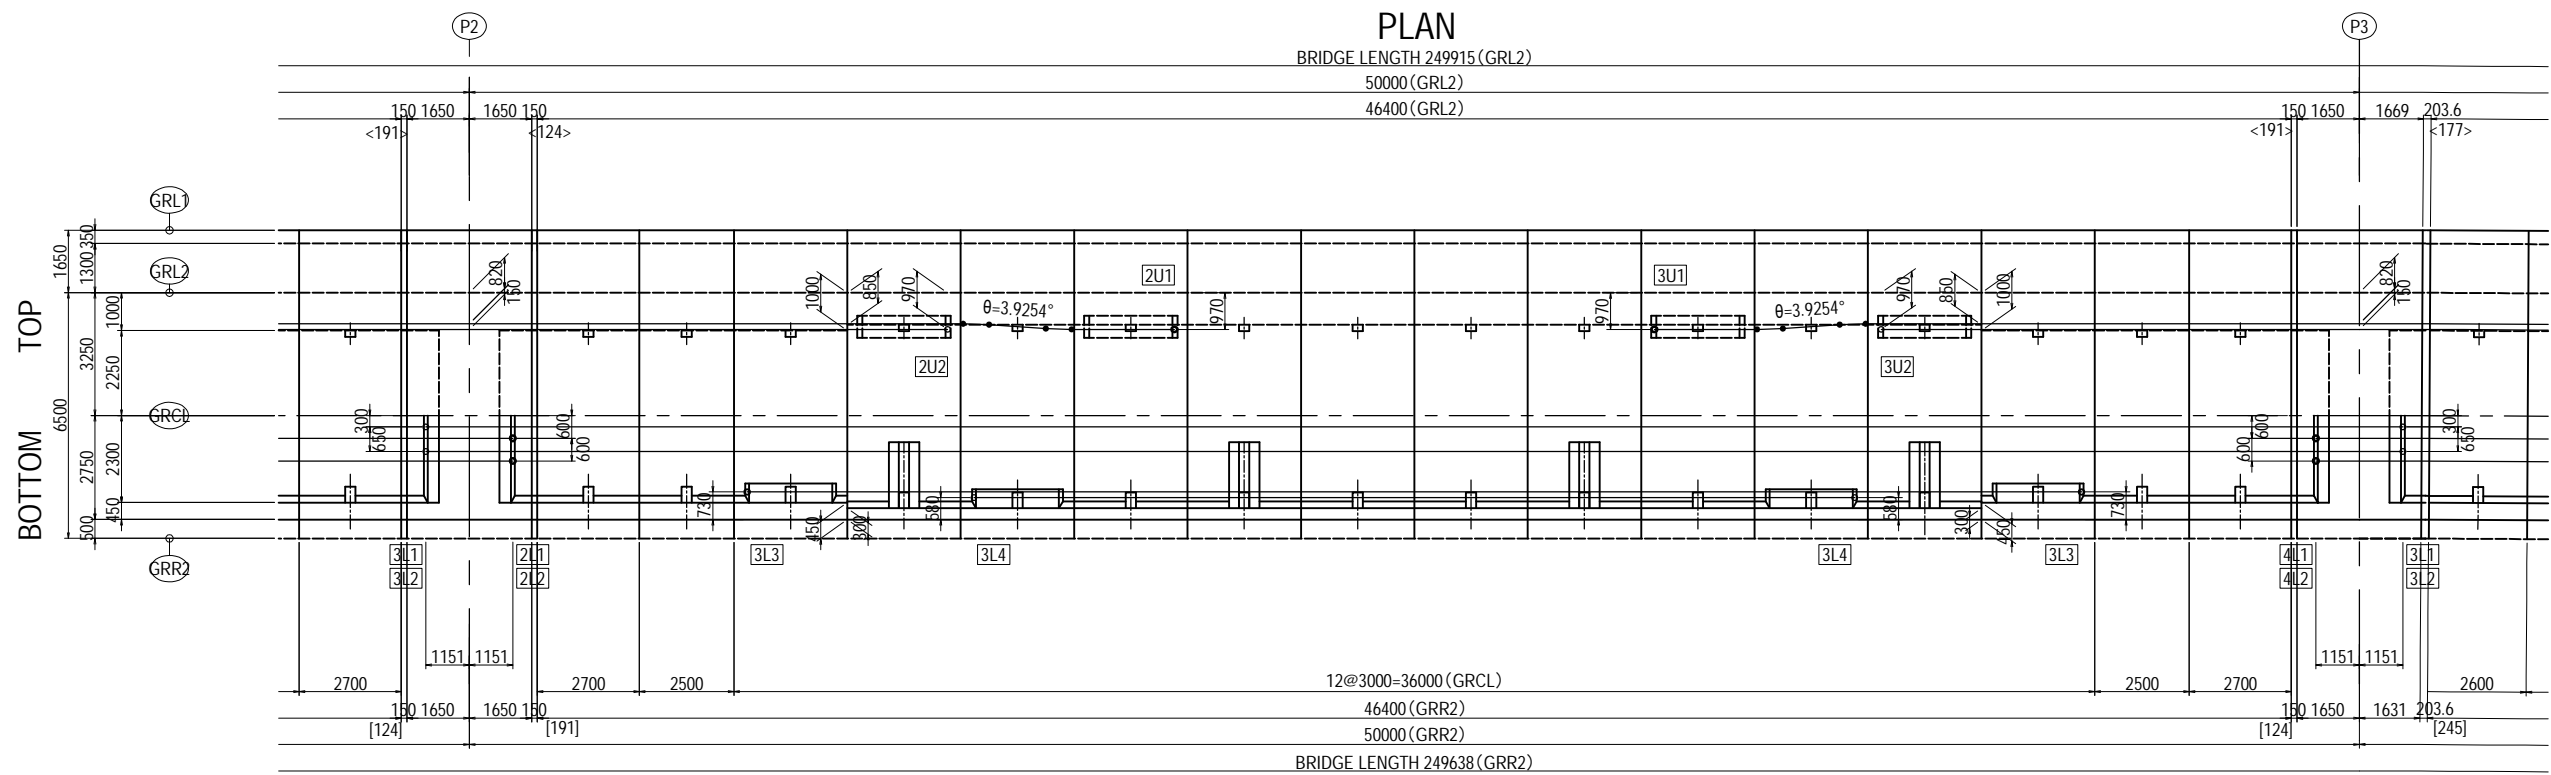 PLAN
P2
P3
BRIDGE LENGTH 249915(GRL2)
50000(GRL2)
46400(GRL2)
150 1650 1650 150
150 1650 1669 203.6
<191> <124>
<191> <177>
GRL1
GRL2
GRCL
GRR2
TOP
BOTTOM
1650
6500
350
1300
3250
2750
500
1000
2250
2300
450
820
150
1000
850
970
θ=3.9254°
2U1
970
3U1
970
θ=3.9254°
970
850
1000
820
150
2U2
3U2
300
650
600
600
600
600
300
650
730
450
300
580
580
300
450
730
3L1
3L2
2L1
2L2
3L3
3L4
3L4
3L3
4L1
4L2
3L1
3L2
1151 1151
1151 1151
2700
2700
2500
12@3000=36000(GRCL)
2500
2700
2600
150 1650 1650 150
46400(GRR2)
150 1650 1631 203.6
[124] [191]
[124] [245]
50000(GRR2)
BRIDGE LENGTH 249638(GRR2)